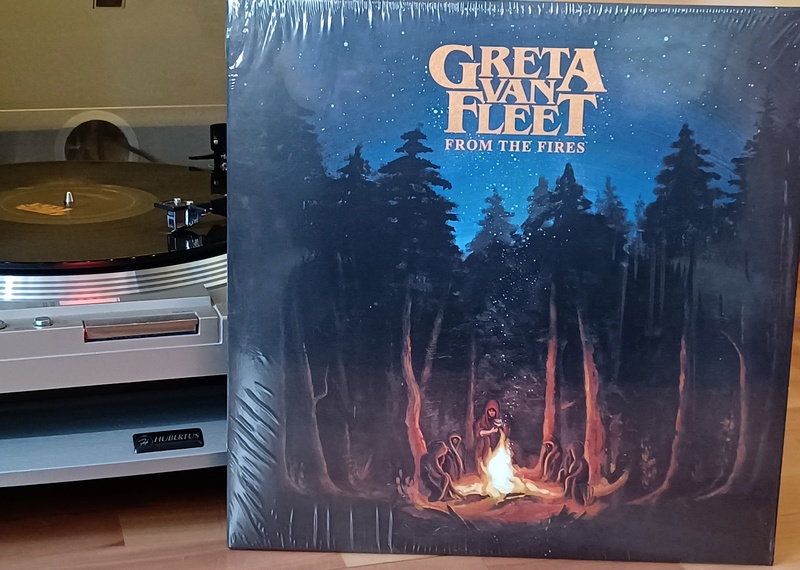 GRETA
VAN
FLEET
FROM THE FIRES
HUBERTUS